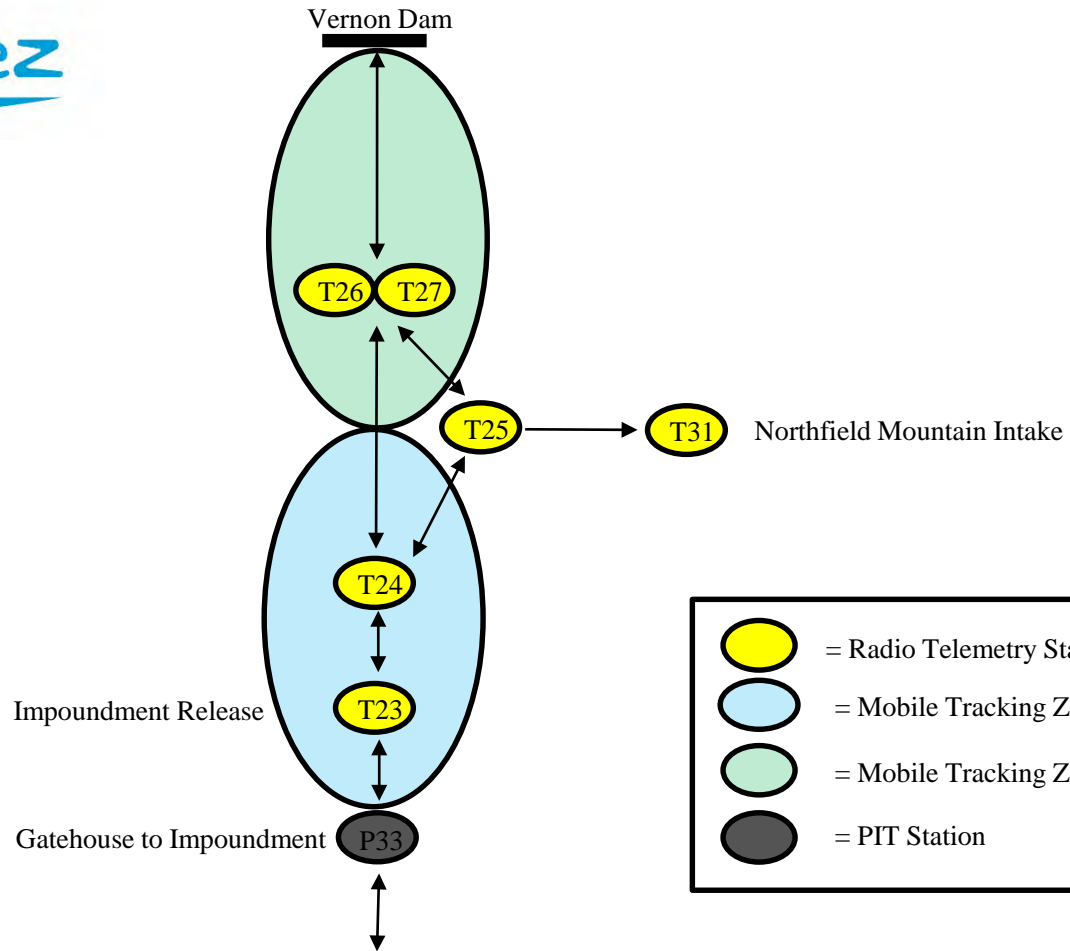 Vernon Dam
T26 T27
T25
T31 Northfield Mountain Intake
T24
Impoundment Release T23
Gatehouse to Impoundment P33
= Radio Telemetry Sta
= Mobile Tracking Z
= Mobile Tracking Z
= PIT Station